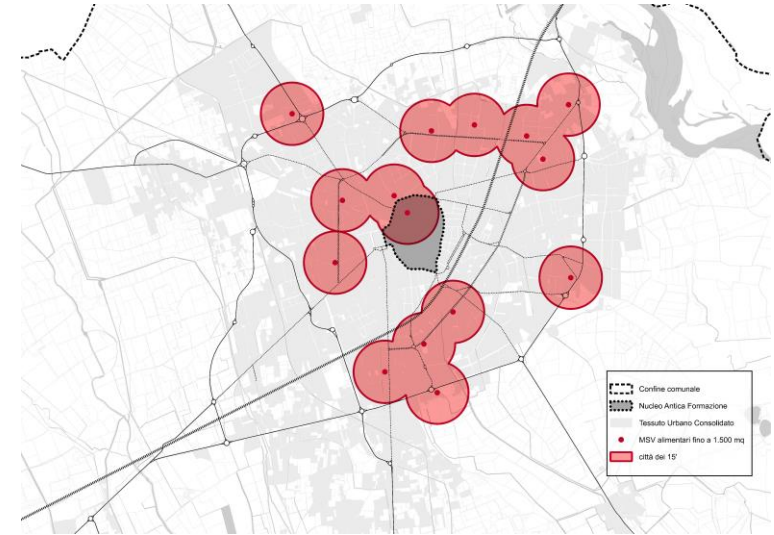 Confine comunale
Nucleo Antica Formazione
Tessuto Urbano Consolidato
MSV alimentari fino a 1.500 mq
città dei 15'